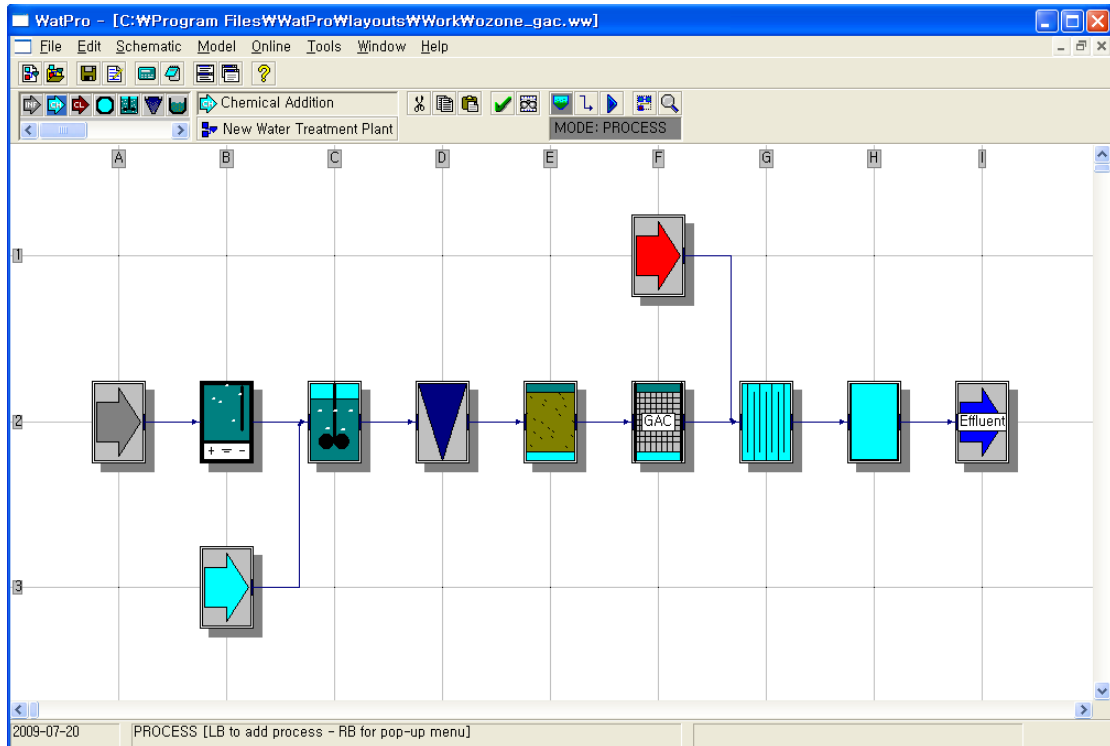 WatPro - [C:₩Program Files₩WatPro₩layouts₩Work₩ozone_gac.ww]
File Edit Schematic Model Online Tools Window Help
Chemical Addition
New Water Treatment Plant
MODE: PROCESS
A B C D E F G H I
1
2
GAC
Effluent
3
2009-07-20 PROCESS [LB to add process - RB for pop-up menu]